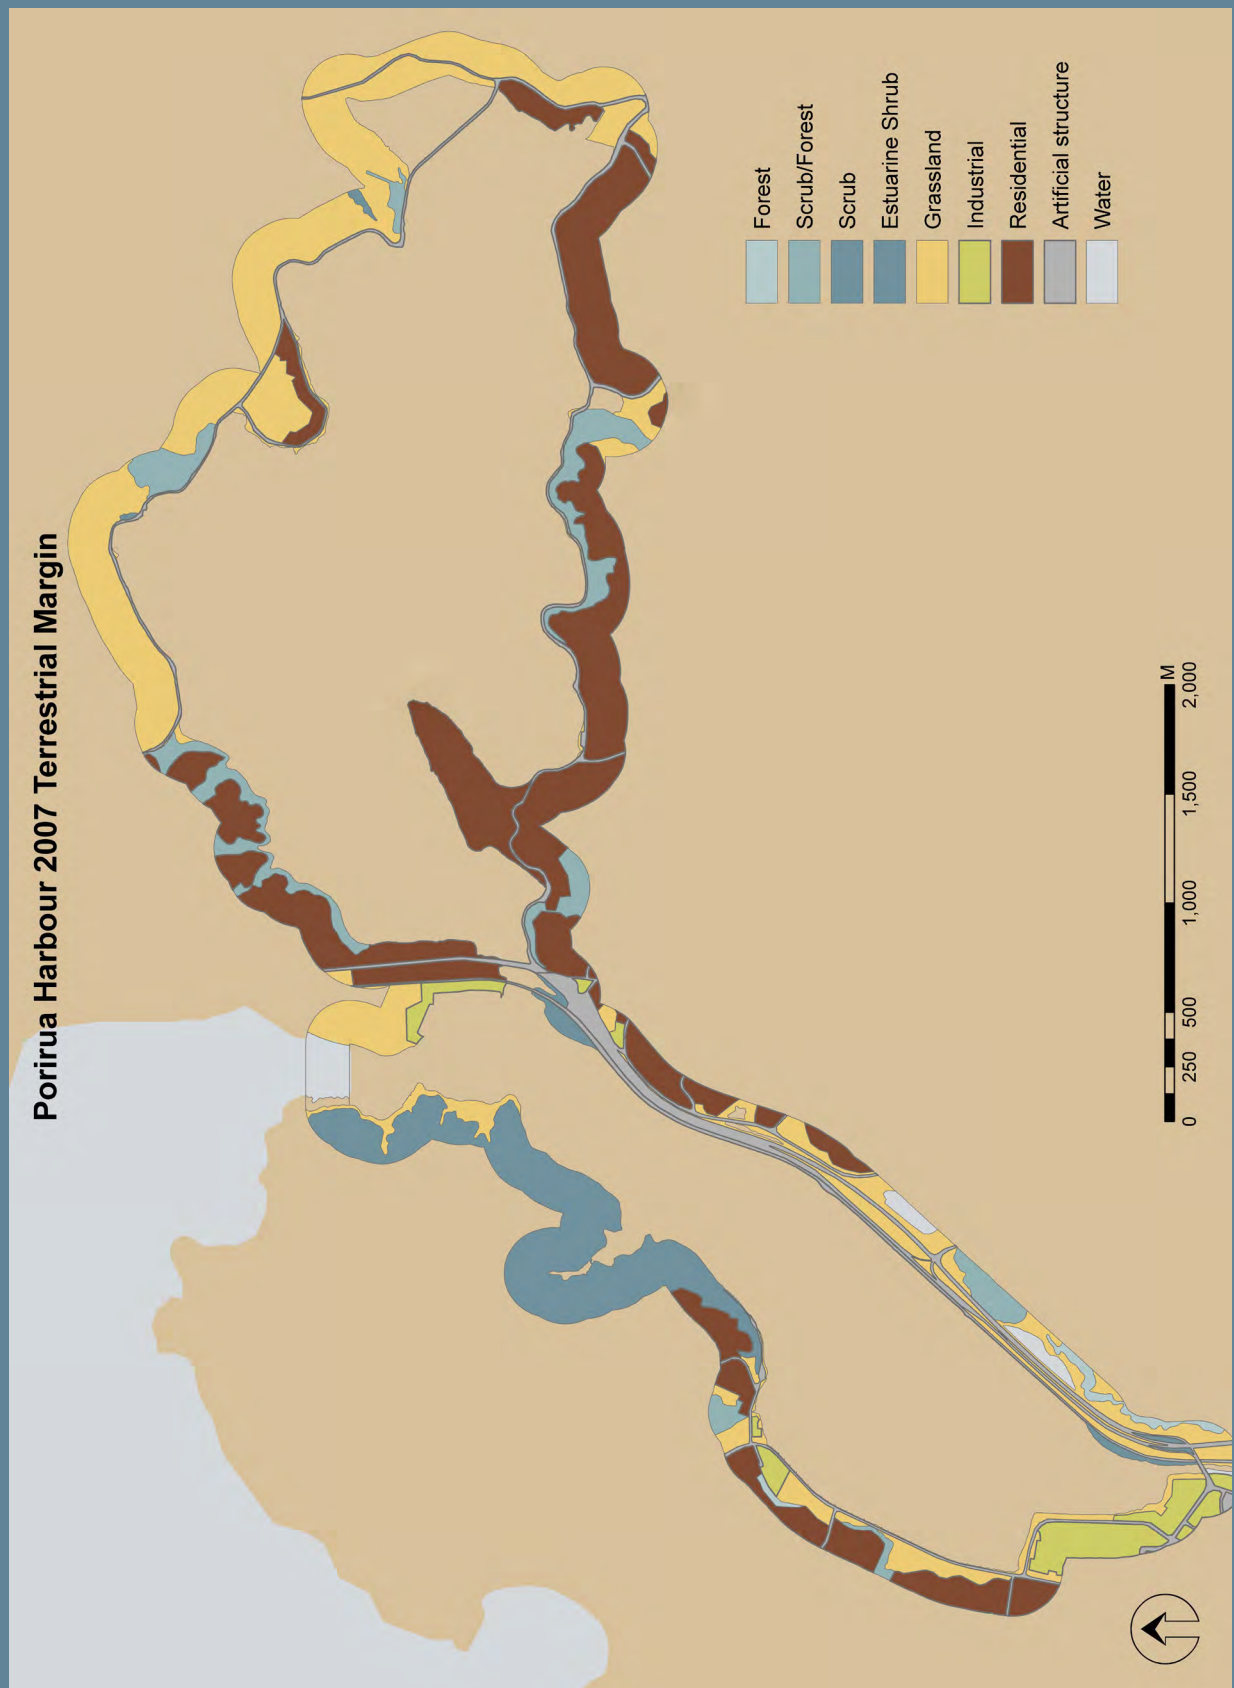 Porirua Harbour 2007 Terrestrial Margin
Forest
Scrub/Forest
Scrub
Estuarine Shrub
Grassland
Industrial
Residential
Artificial structure
Water
0 250 500 1,000 1,500 2,000
M